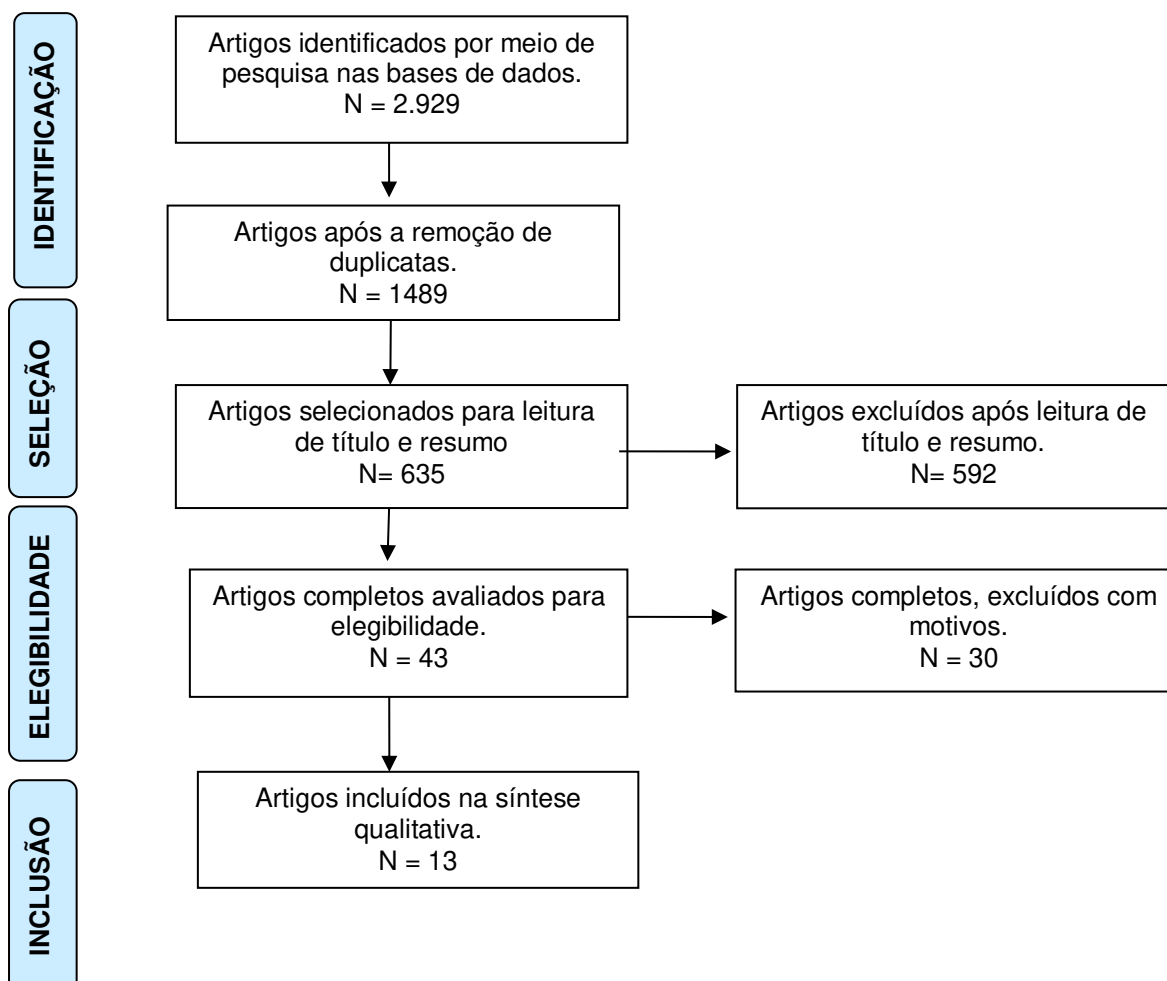 IDENTIFICAÇÃO
Artigos identificados por meio de
pesquisa nas bases de dados.
N = 2.929
Artigos após a remoção de
duplicatas.
N = 1489
SELEÇÃO
Artigos selecionados para leitura
de título e resumo
N= 635
Artigos excluídos após leitura de
título e resumo.
N= 592
ELEGIBILIDADE
Artigos completos avaliados para
elegibilidade.
N = 43
Artigos completos, excluídos com
motivos.
N = 30
INCLUSÃO
Artigos incluídos na síntese
qualitativa.
N = 13